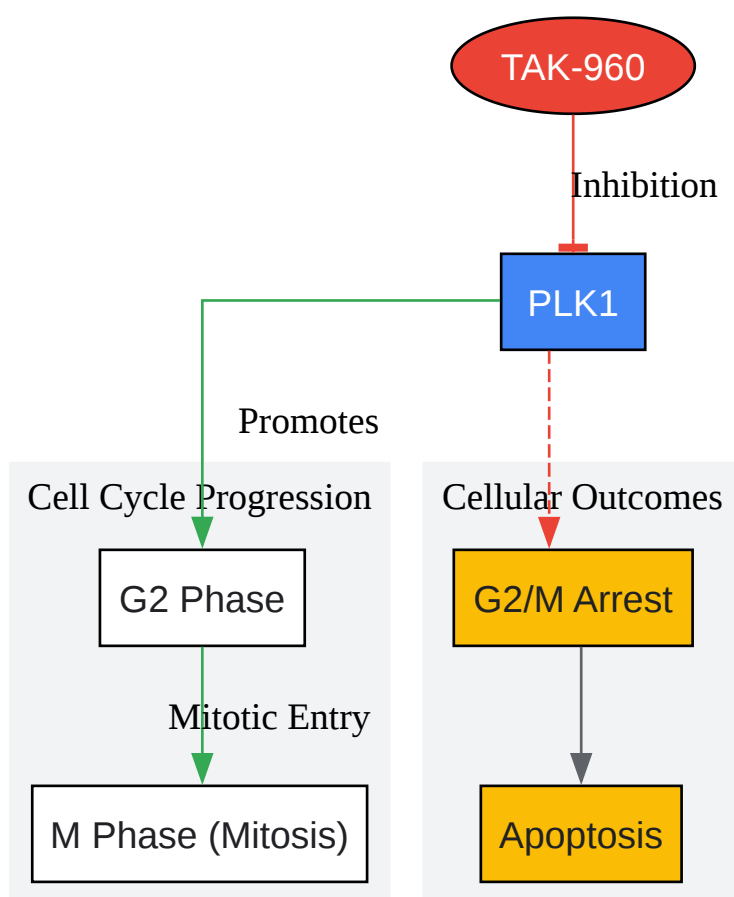 TAK-960
Inhibition
PLK1
Promotes
Cell Cycle Progression
G2 Phase
Mitotic Entry
M Phase (Mitosis)
Cellular Outcomes
G2/M Arrest
Apoptosis